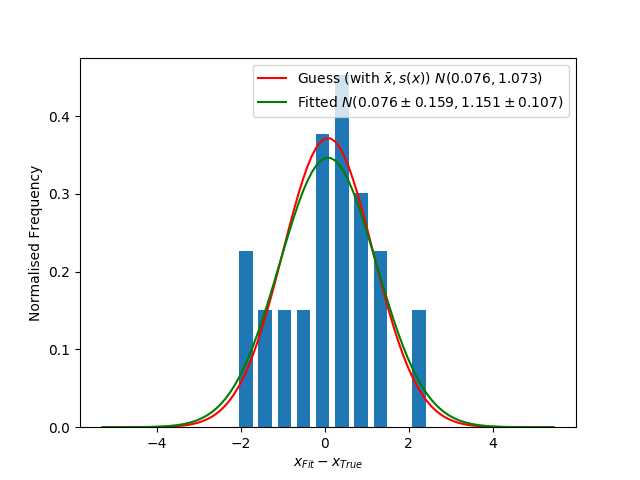 Guess (with x̄, s(x)) N(0.076, 1.073)
Fitted N(0.076 ± 0.159, 1.151 ± 0.107)
Normalised Frequency
0.4
0.3
0.2
0.1
0.0
−4 −2 0 2 4
x_Fit − x_True